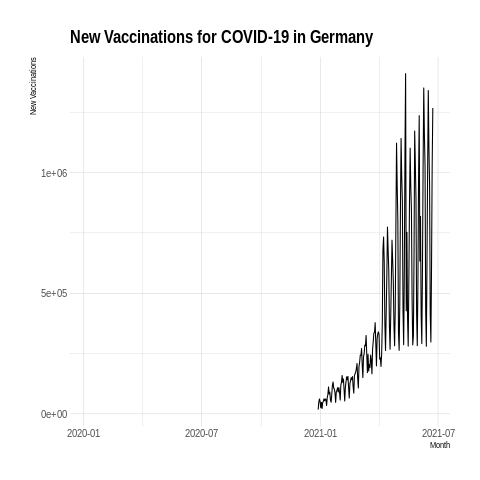 New Vaccinations for COVID-19 in Germany
New Vaccinations
1e+06
5e+05
0e+00
2020-01 2020-07 2021-01 2021-07
Month